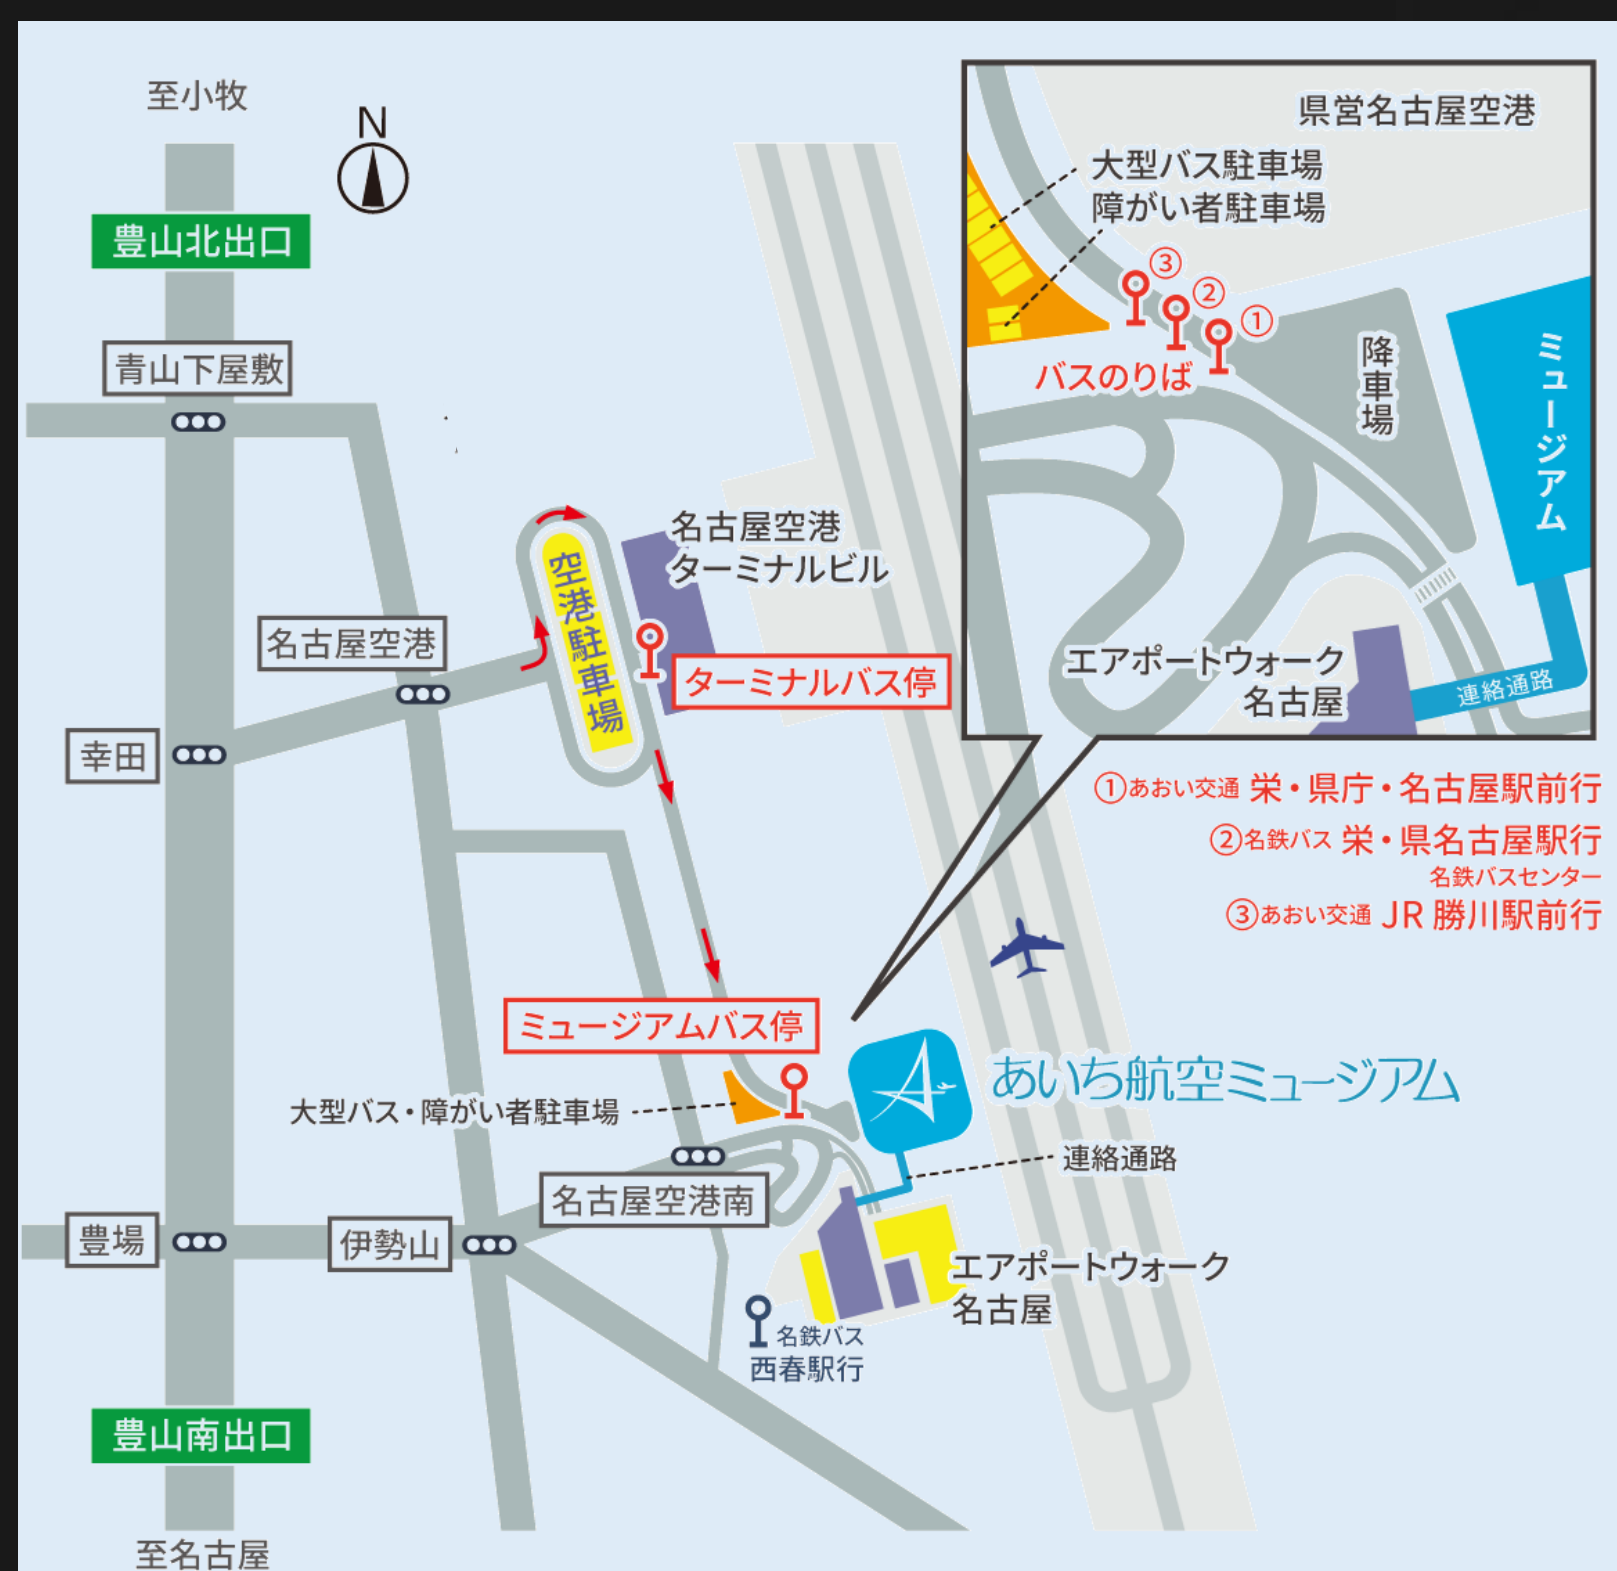 至小牧
N
豊山北出口
青山下屋敷
県営名古屋空港
大型バス駐車場
障がい者駐車場
③
②
①
バスのりば
降車場
ミュージアム
エアポートウォーク
名古屋
連絡通路
名古屋空港
ターミナルビル
空港駐車場
名古屋空港
ターミナルバス停
幸田
①あおい交通 栄・県庁・名古屋駅前行
②名鉄バス 栄・県名古屋駅行
名鉄バスセンター
③あおい交通 JR 勝川駅前行
ミュージアムバス停
あいち航空ミュージアム
大型バス・障がい者駐車場
連絡通路
名古屋空港南
豊場
伊勢山
エアポートウォーク
名古屋
名鉄バス
西春駅行
豊山南出口
至名古屋